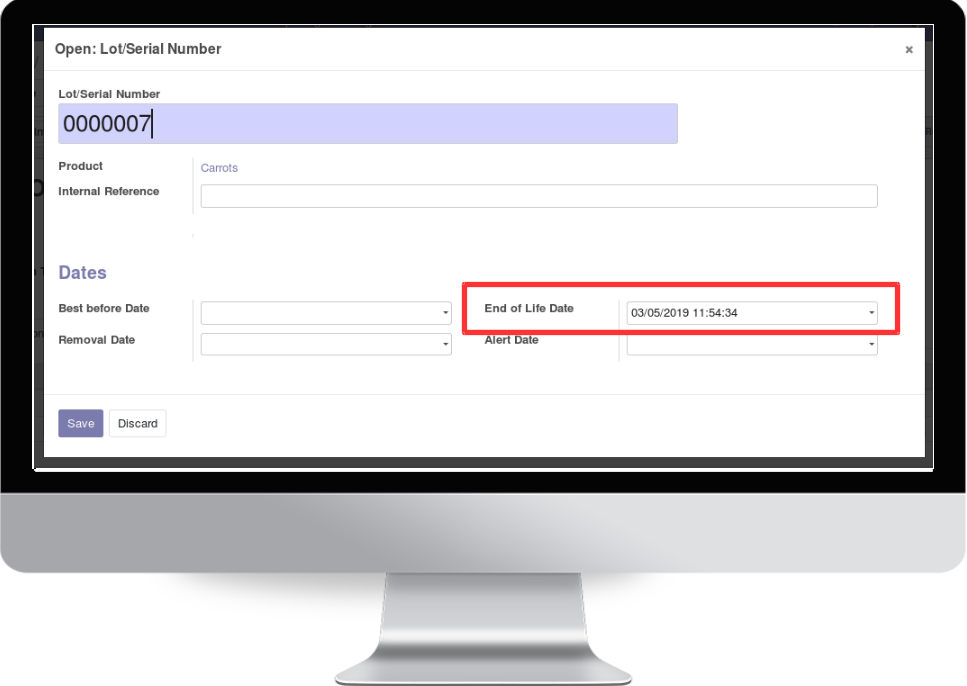 Open: Lot/Serial Number
×
Lot/Serial Number
0000007
Product
Carrots
Internal Reference
Dates
Best before Date
End of Life Date
03/05/2019 11:54:34
Removal Date
Alert Date
Save
Discard